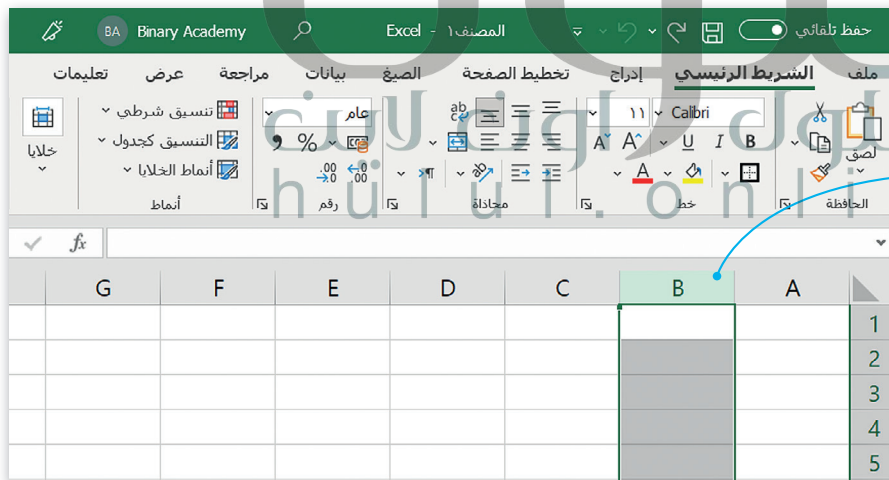 حفظ تلقائي المصنف١ - Excel Binary Academy BA
ملف الشريط الرئيسي إدراج تخطيط الصفحة الصيغ بيانات مراجعة عرض تعليمات
لصق Calibri ١١ عام تنسيق شرطي
B I U A A % التنسيق كجدول خلايا
أنماط الخلايا
الحافظة خط محاذاة رقم أنماط
fx
A B C D E F G
1
2
3
4
5
hulul.online